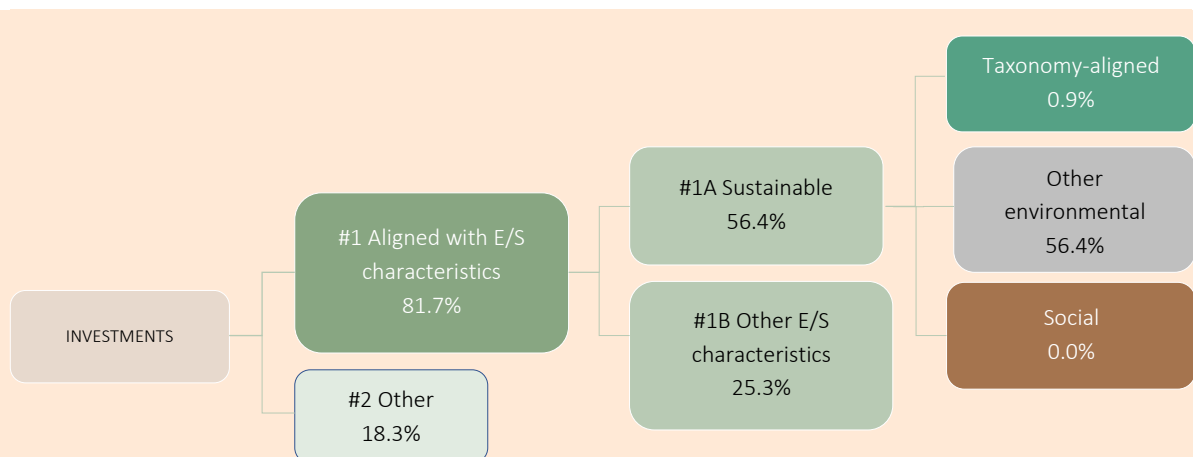 INVESTMENTS
#1 Aligned with E/S
characteristics
81.7%
#2 Other
18.3%
#1A Sustainable
56.4%
#1B Other E/S
characteristics
25.3%
Taxonomy-aligned
0.9%
Other
environmental
56.4%
Social
0.0%